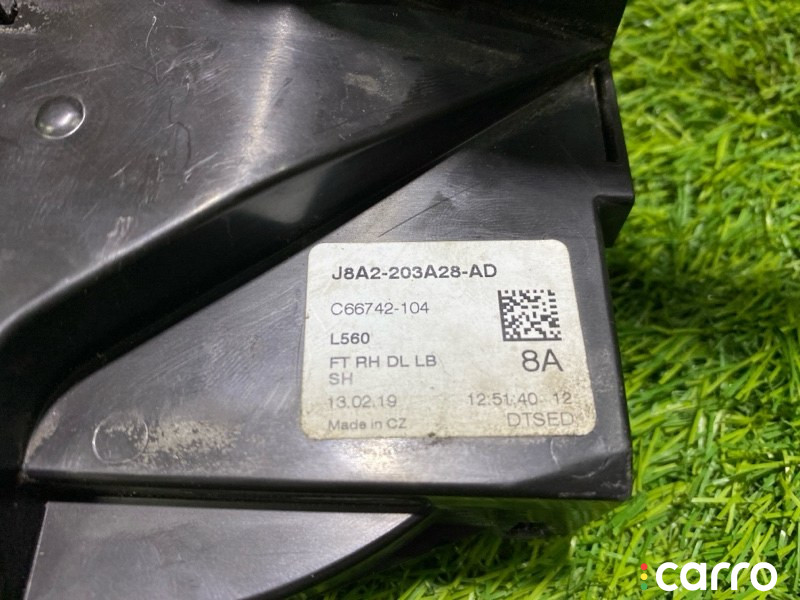 J8A2-203A28-AD
C66742-104
L560
FT RH DL LB
SH
8A
13.02.19 12:51:40 12
Made in CZ DTSED
carro